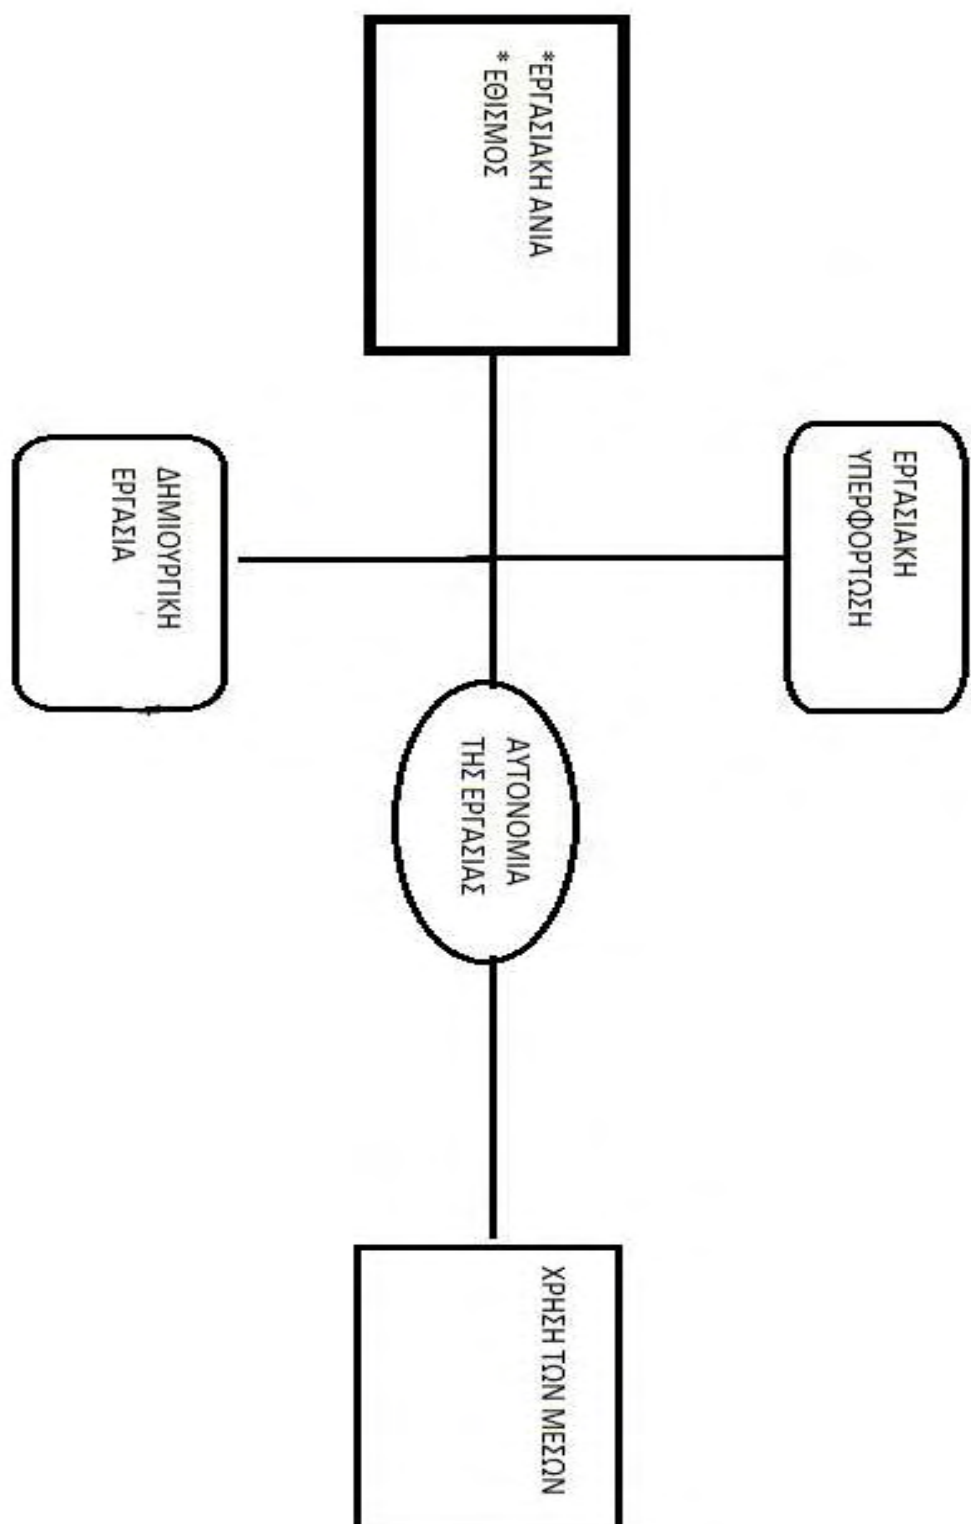 *ΕΡΓΑΣΙΑΚΗ ΑΝΙΑ
* ΕΘΙΣΜΟΣ
ΕΡΓΑΣΙΑΚΗ
ΥΠΕΡΦΟΡΤΩΣΗ
ΔΗΜΙΟΥΡΓΙΚΗ
ΕΡΓΑΣΙΑ
ΑΥΤΟΝΟΜΙΑ
ΤΗΣ ΕΡΓΑΣΙΑΣ
ΧΡΗΣΗ ΤΩΝ ΜΕΣΩΝ